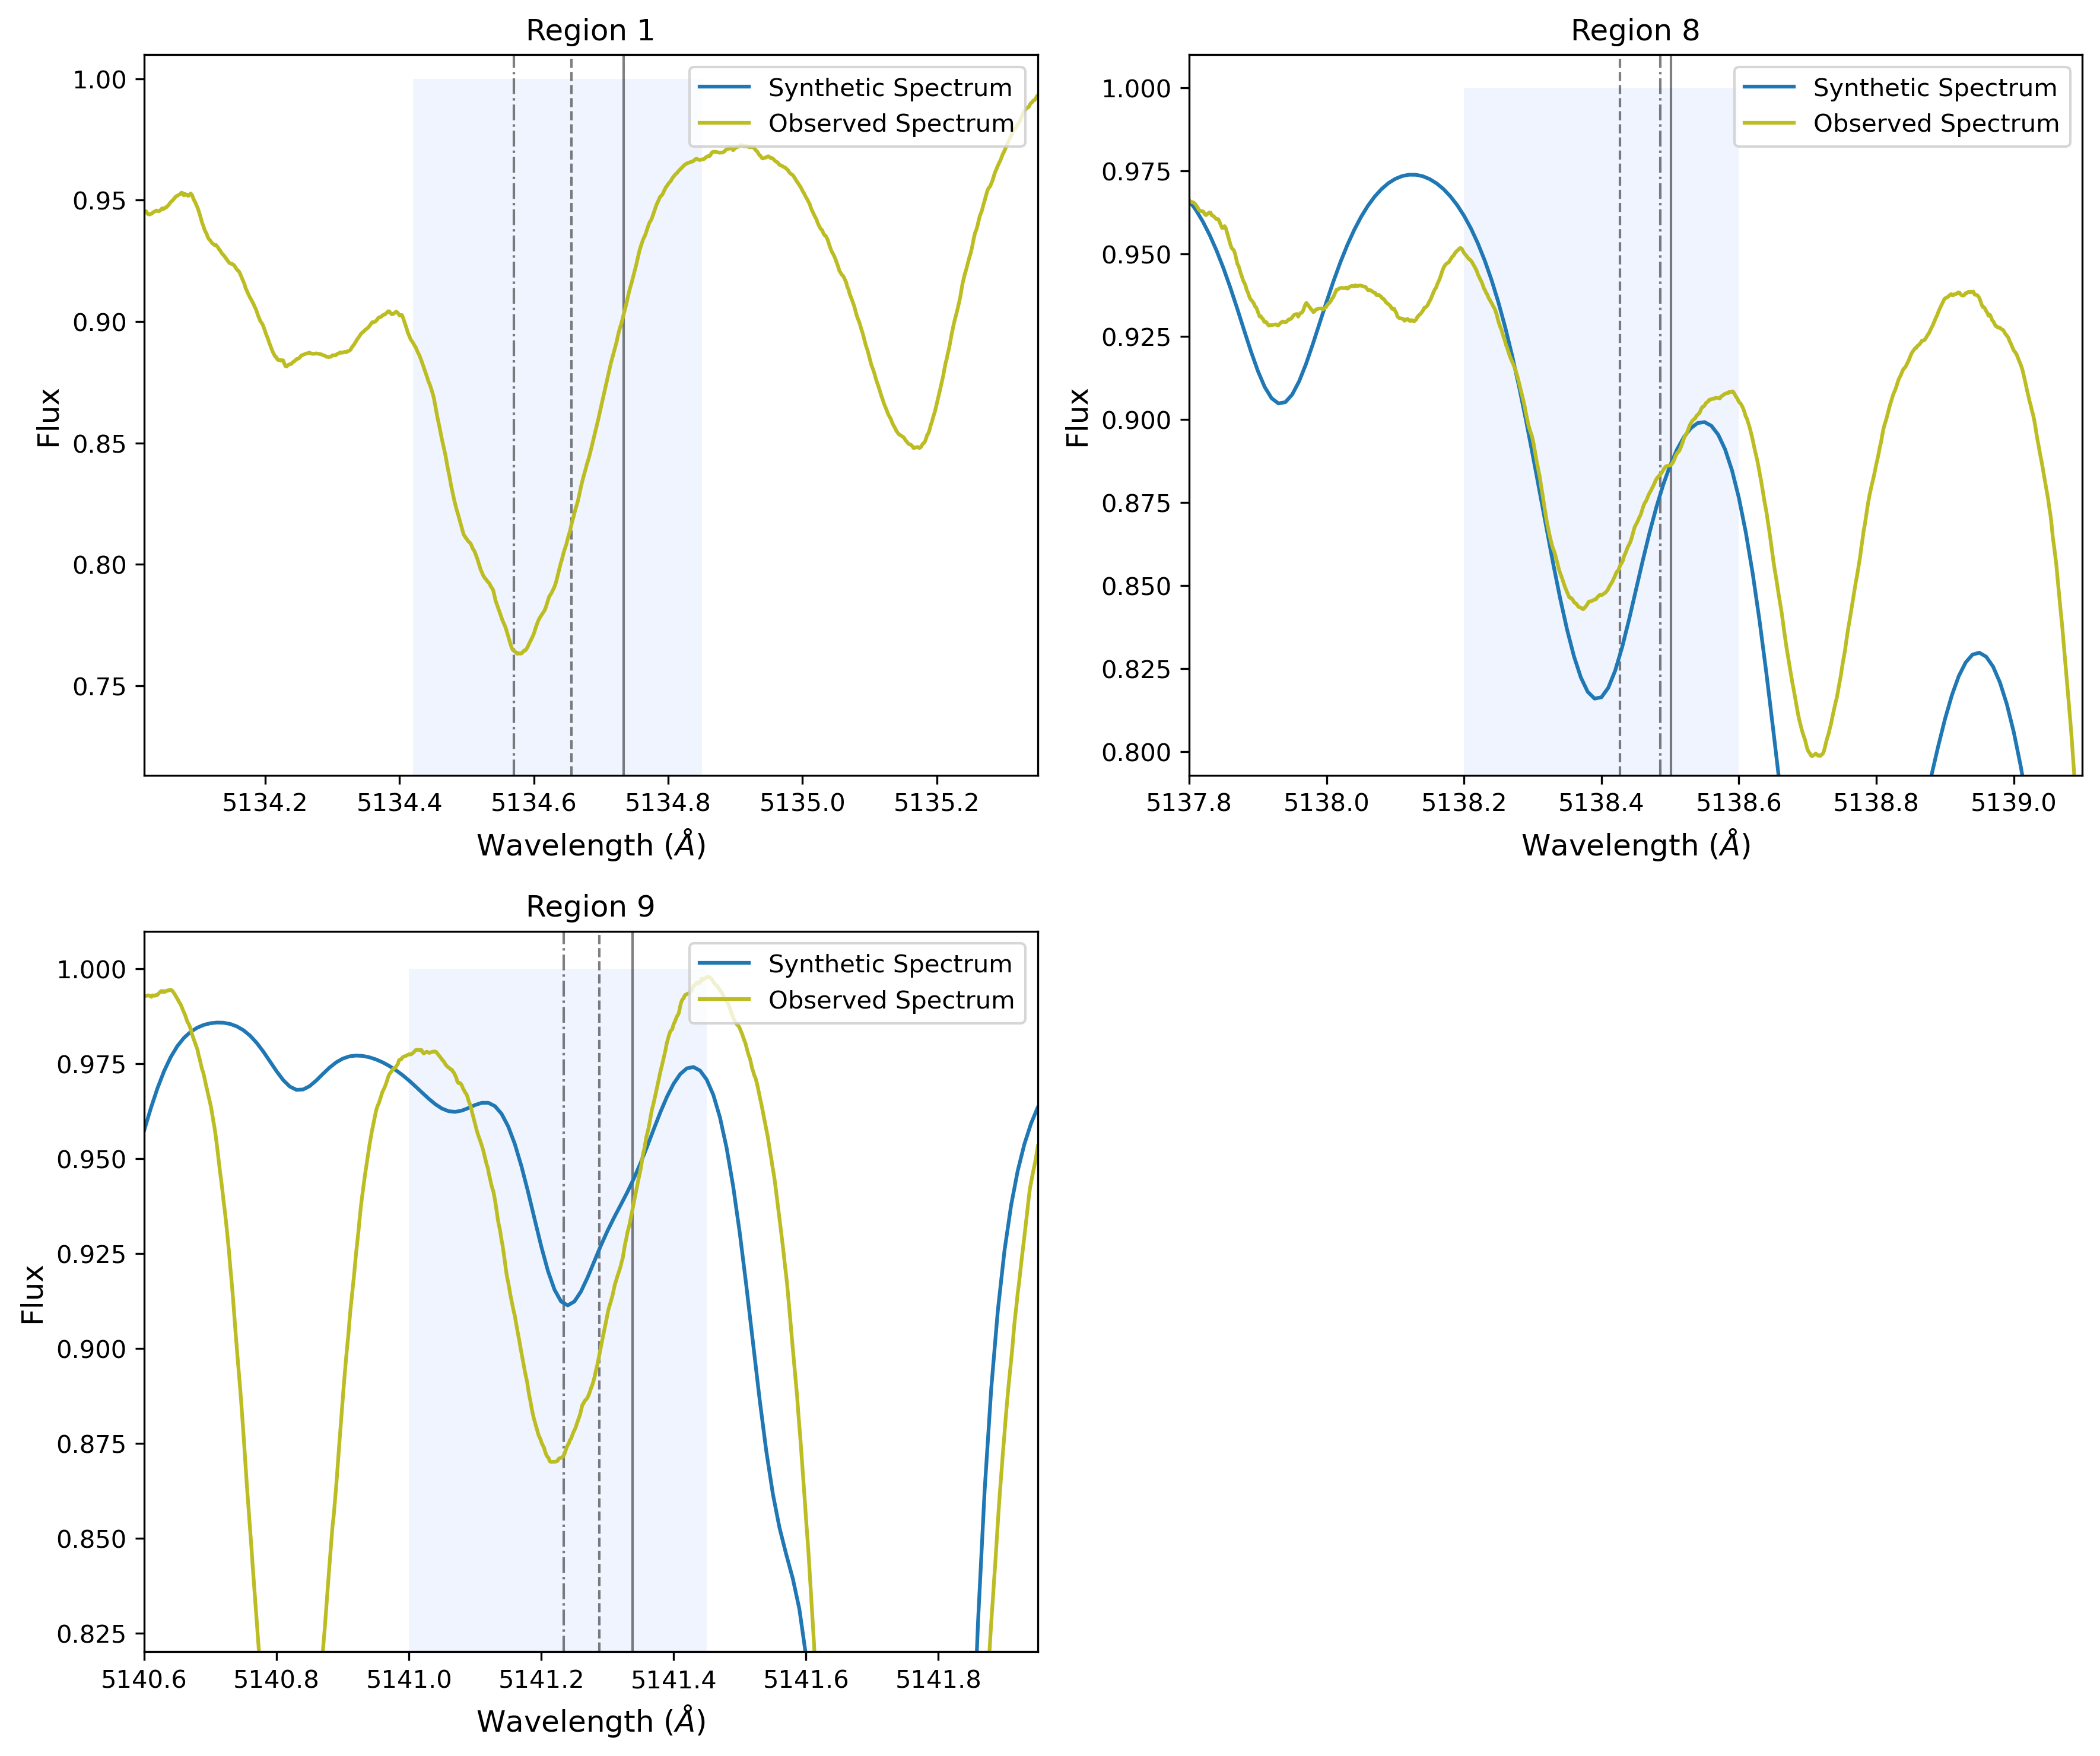 Region 1
Synthetic Spectrum
Observed Spectrum
1.00
0.95
0.90
0.85
0.80
0.75
Flux
5134.2 5134.4 5134.6 5134.8 5135.0 5135.2
Wavelength (Å)
Region 8
Synthetic Spectrum
Observed Spectrum
1.000
0.975
0.950
0.925
0.900
0.875
0.850
0.825
0.800
Flux
5137.8 5138.0 5138.2 5138.4 5138.6 5138.8 5139.0
Wavelength (Å)
Region 9
Synthetic Spectrum
Observed Spectrum
1.000
0.975
0.950
0.925
0.900
0.875
0.850
0.825
Flux
5140.6 5140.8 5141.0 5141.2 5141.4 5141.6 5141.8
Wavelength (Å)